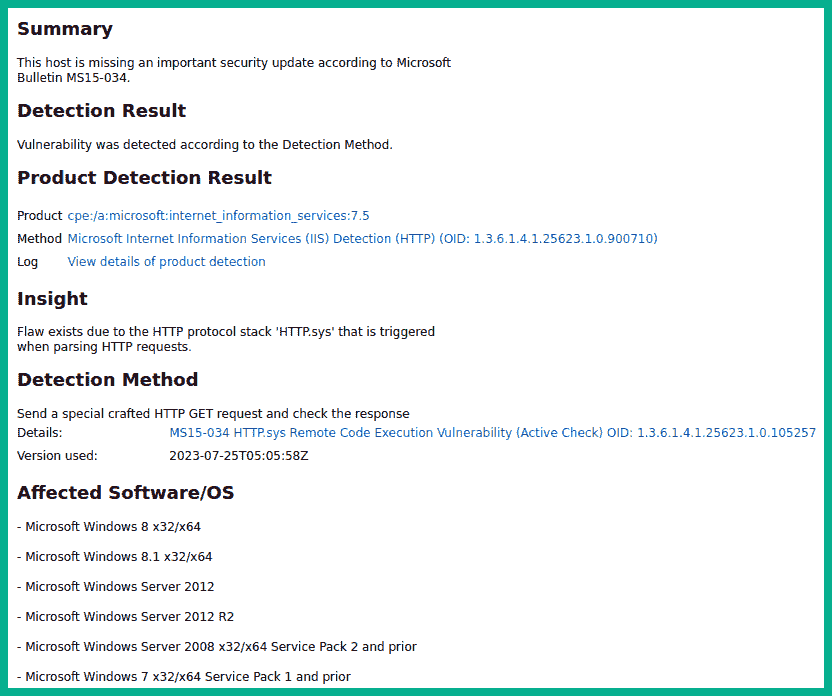 Summary
This host is missing an important security update according to Microsoft
Bulletin MS15-034.
Detection Result
Vulnerability was detected according to the Detection Method.
Product Detection Result
Product cpe:/a:microsoft:internet_information_services:7.5
Method Microsoft Internet Information Services (IIS) Detection (HTTP) (OID: 1.3.6.1.4.1.25623.1.0.900710)
Log View details of product detection
Insight
Flaw exists due to the HTTP protocol stack 'HTTP.sys' that is triggered
when parsing HTTP requests.
Detection Method
Send a special crafted HTTP GET request and check the response
Details: MS15-034 HTTP.sys Remote Code Execution Vulnerability (Active Check) OID: 1.3.6.1.4.1.25623.1.0.105257
Version used: 2023-07-25T05:05:58Z
Affected Software/OS
- Microsoft Windows 8 x32/x64
- Microsoft Windows 8.1 x32/x64
- Microsoft Windows Server 2012
- Microsoft Windows Server 2012 R2
- Microsoft Windows Server 2008 x32/x64 Service Pack 2 and prior
- Microsoft Windows 7 x32/x64 Service Pack 1 and prior